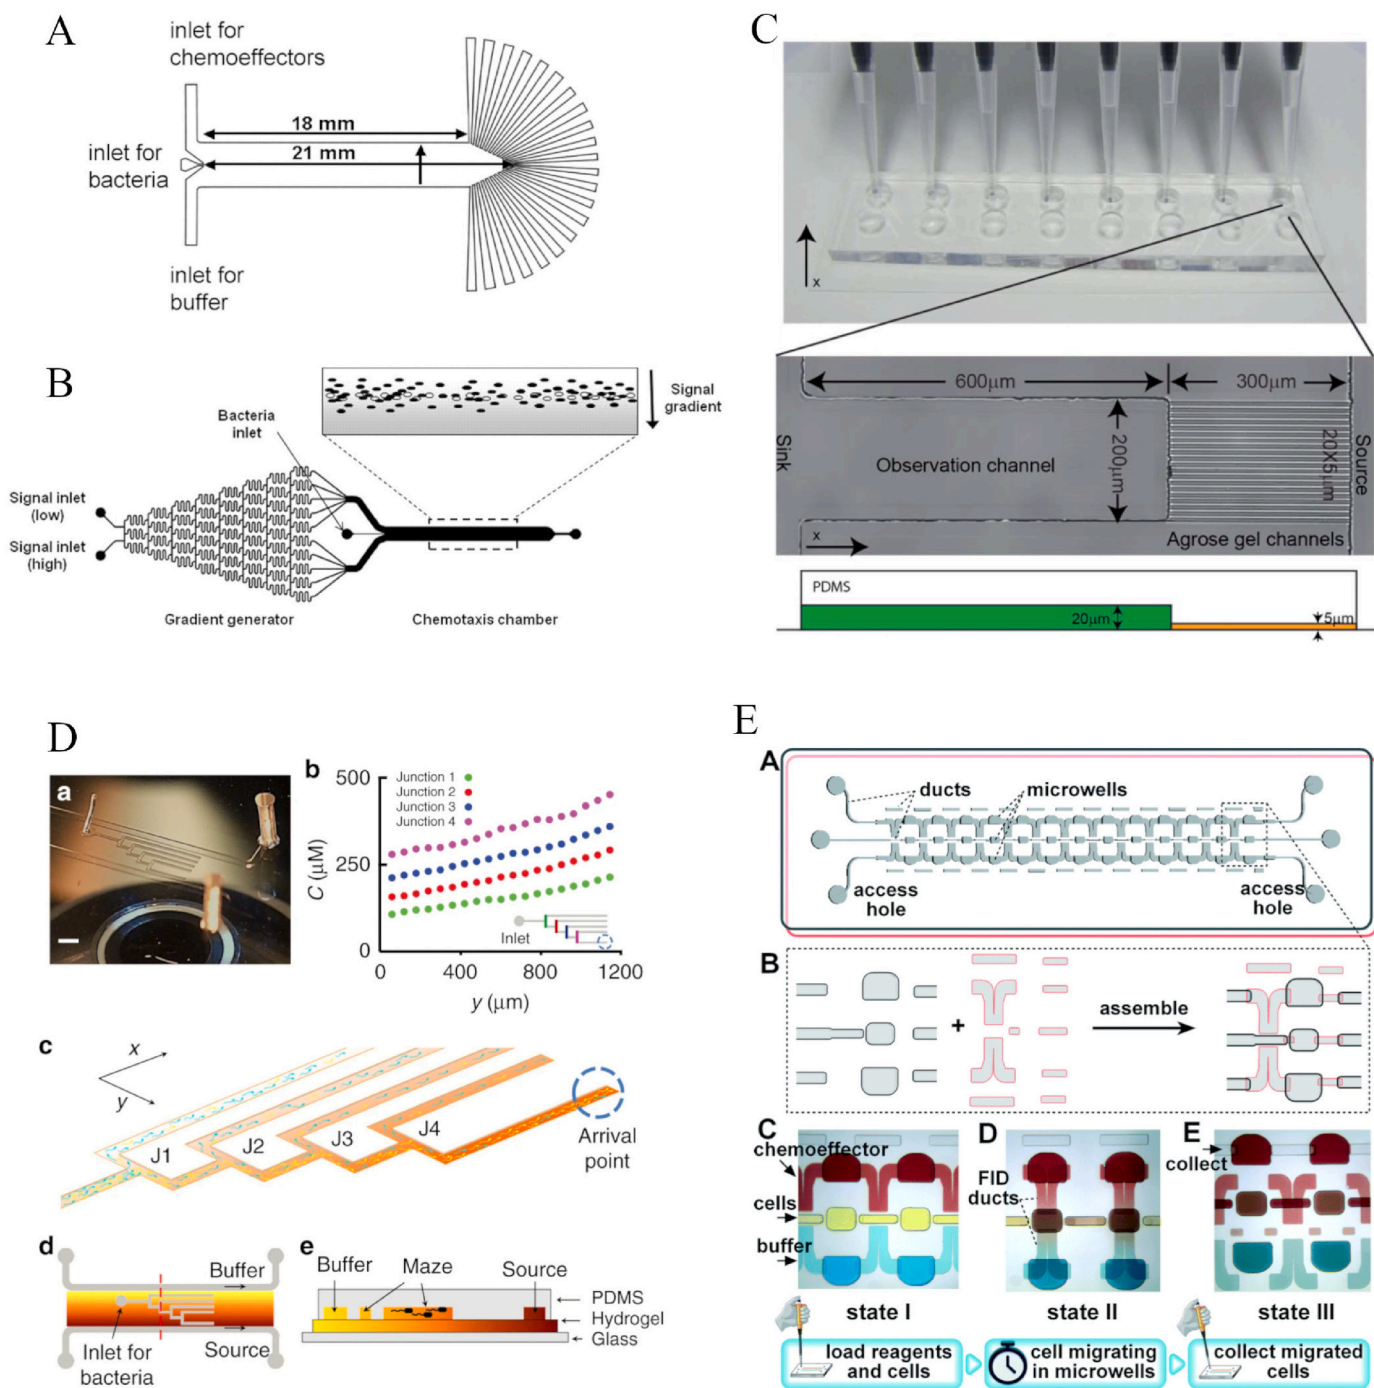 A
inlet for
chemoeffectors
18 mm
21 mm
inlet for
bacteria
inlet for
buffer
B
Signal
gradient
Bacteria
inlet
Signal inlet
(low)
Signal inlet
(high)
Gradient generator
Chemotaxis chamber
C
x
600μm
300μm
Sink
Observation channel
200μm
20X5μm
Source
x
Agrose gel channels
PDMS
20μm
5μm
D
a
b
500
250
0
C (μM)
Junction 1
Junction 2
Junction 3
Junction 4
Inlet
0
400
800
1200
y (μm)
c
x
y
J1
J2
J3
J4
Arrival
point
d
Buffer
Inlet for
bacteria
Source
e
Buffer
Maze
Source
PDMS
Hydrogel
Glass
E
A
ducts
microwells
access
hole
access
hole
B
+
assemble
C
chemoeffector
cells
buffer
state I
D
FID
ducts
state II
E
collect
state III
load reagents
and cells
cell migrating
in microwells
collect migrated
cells